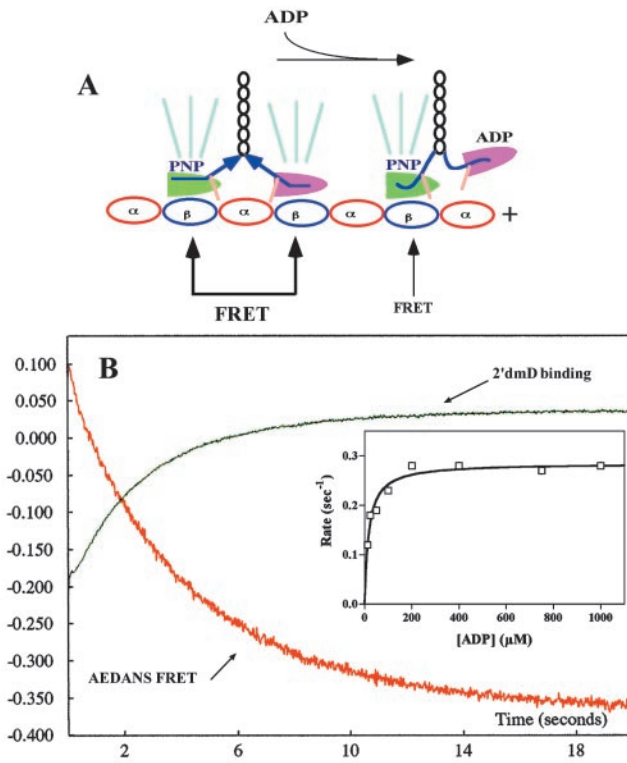 ADP
A
PNP
PNP
ADP
α β α β α β α +
FRET
FRET
B
0.100
0.050
0.000
-0.050
-0.100
-0.150
-0.200
-0.250
-0.300
-0.350
-0.400
2'dmD binding
AEDANS FRET
Rate (sec⁻¹)
0.3
0.2
0.1
0.0
0 200 400 600 800 1000
[ADP] (µM)
Time (seconds)
2 6 10 14 18